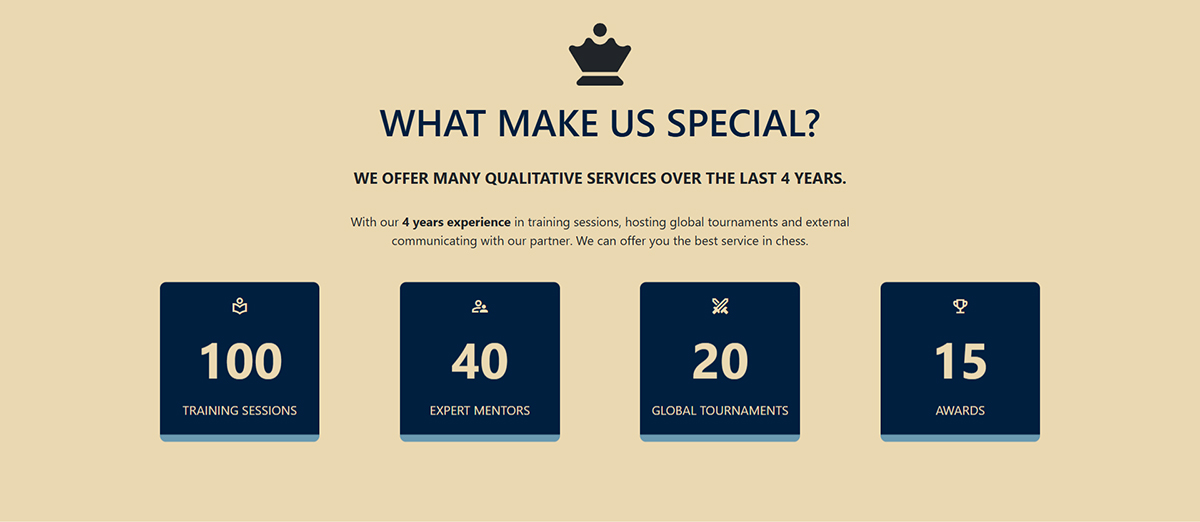 WHAT MAKE US SPECIAL?
WE OFFER MANY QUALITATIVE SERVICES OVER THE LAST 4 YEARS.
With our 4 years experience in training sessions, hosting global tournaments and external
communicating with our partner. We can offer you the best service in chess.
100
TRAINING SESSIONS
40
EXPERT MENTORS
20
GLOBAL TOURNAMENTS
15
AWARDS